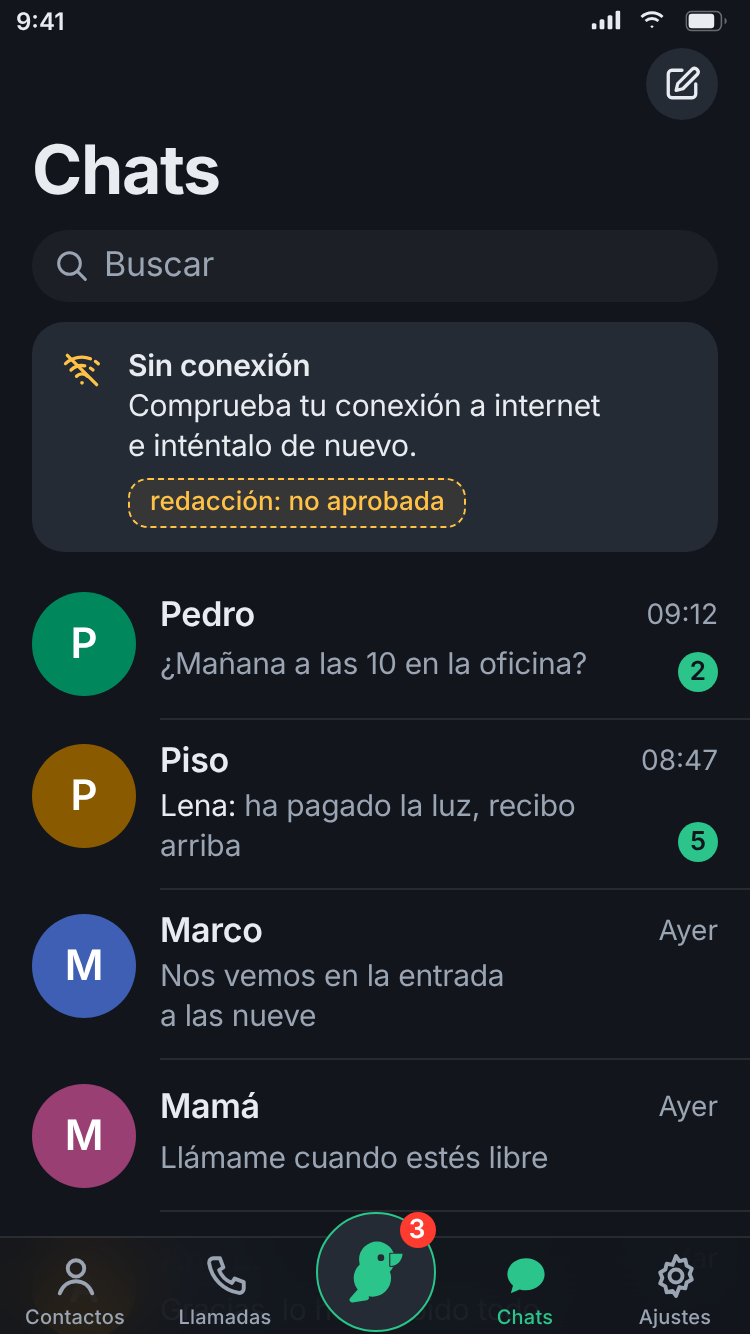 9:41
Chats
Buscar
Sin conexión
Comprueba tu conexión a internet
e inténtalo de nuevo.
redacción: no aprobada
P
Pedro
09:12
¿Mañana a las 10 en la oficina?
2
P
Piso
08:47
Lena: ha pagado la luz, recibo
arriba
5
M
Marco
Ayer
Nos vemos en la entrada
a las nueve
M
Mamá
Ayer
Llámame cuando estés libre
3
Contactos
Llamadas
Chats
Ajustes